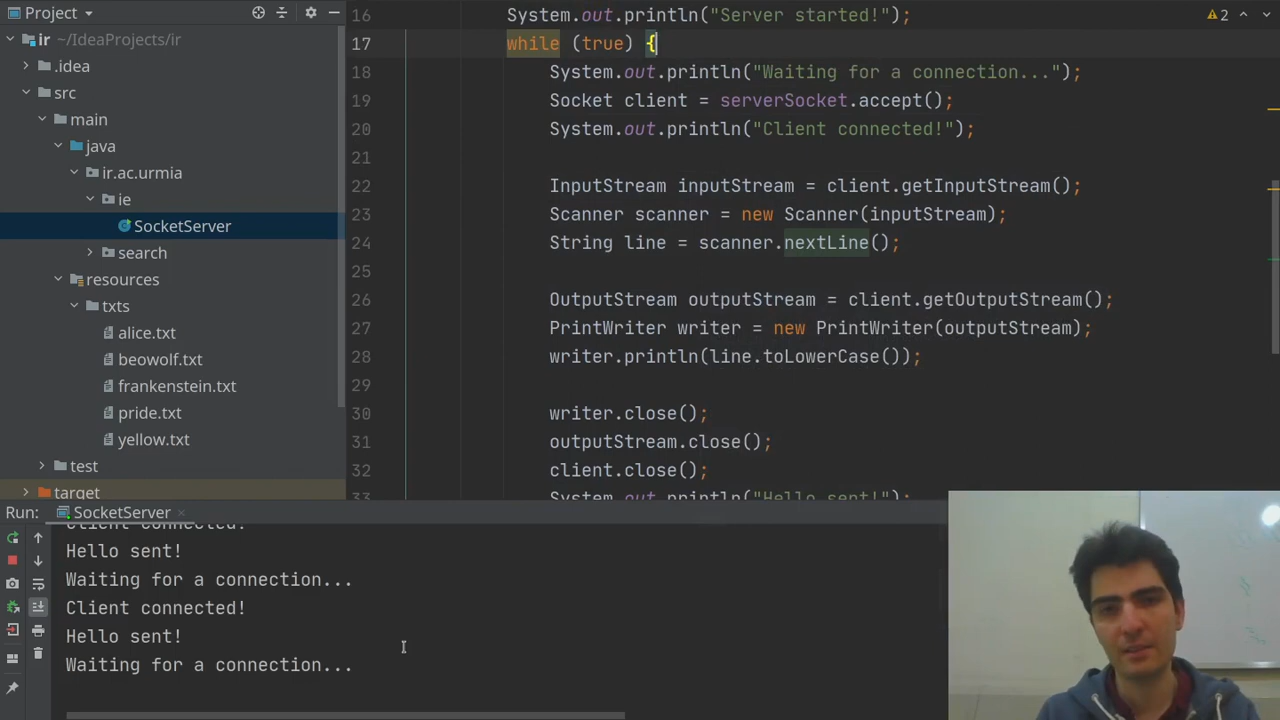 Project
ir ~/IdeaProjects/ir
.idea
src
main
java
ir.ac.urmia
ie
SocketServer
search
resources
txts
alice.txt
beowolf.txt
frankenstein.txt
pride.txt
yellow.txt
test
target
2
16 System.out.println("Server started!");
17 while (true) {
18 System.out.println("Waiting for a connection...");
19 Socket client = serverSocket.accept();
20 System.out.println("Client connected!");
21
22 InputStream inputStream = client.getInputStream();
23 Scanner scanner = new Scanner(inputStream);
24 String line = scanner.nextLine();
25
26 OutputStream outputStream = client.getOutputStream();
27 PrintWriter writer = new PrintWriter(outputStream);
28 writer.println(line.toLowerCase());
29
30 writer.close();
31 outputStream.close();
32 client.close();
33 System.out.println("Hello sent!");
Run: SocketServer
Client connected!
Hello sent!
Waiting for a connection...
Client connected!
Hello sent!
Waiting for a connection...